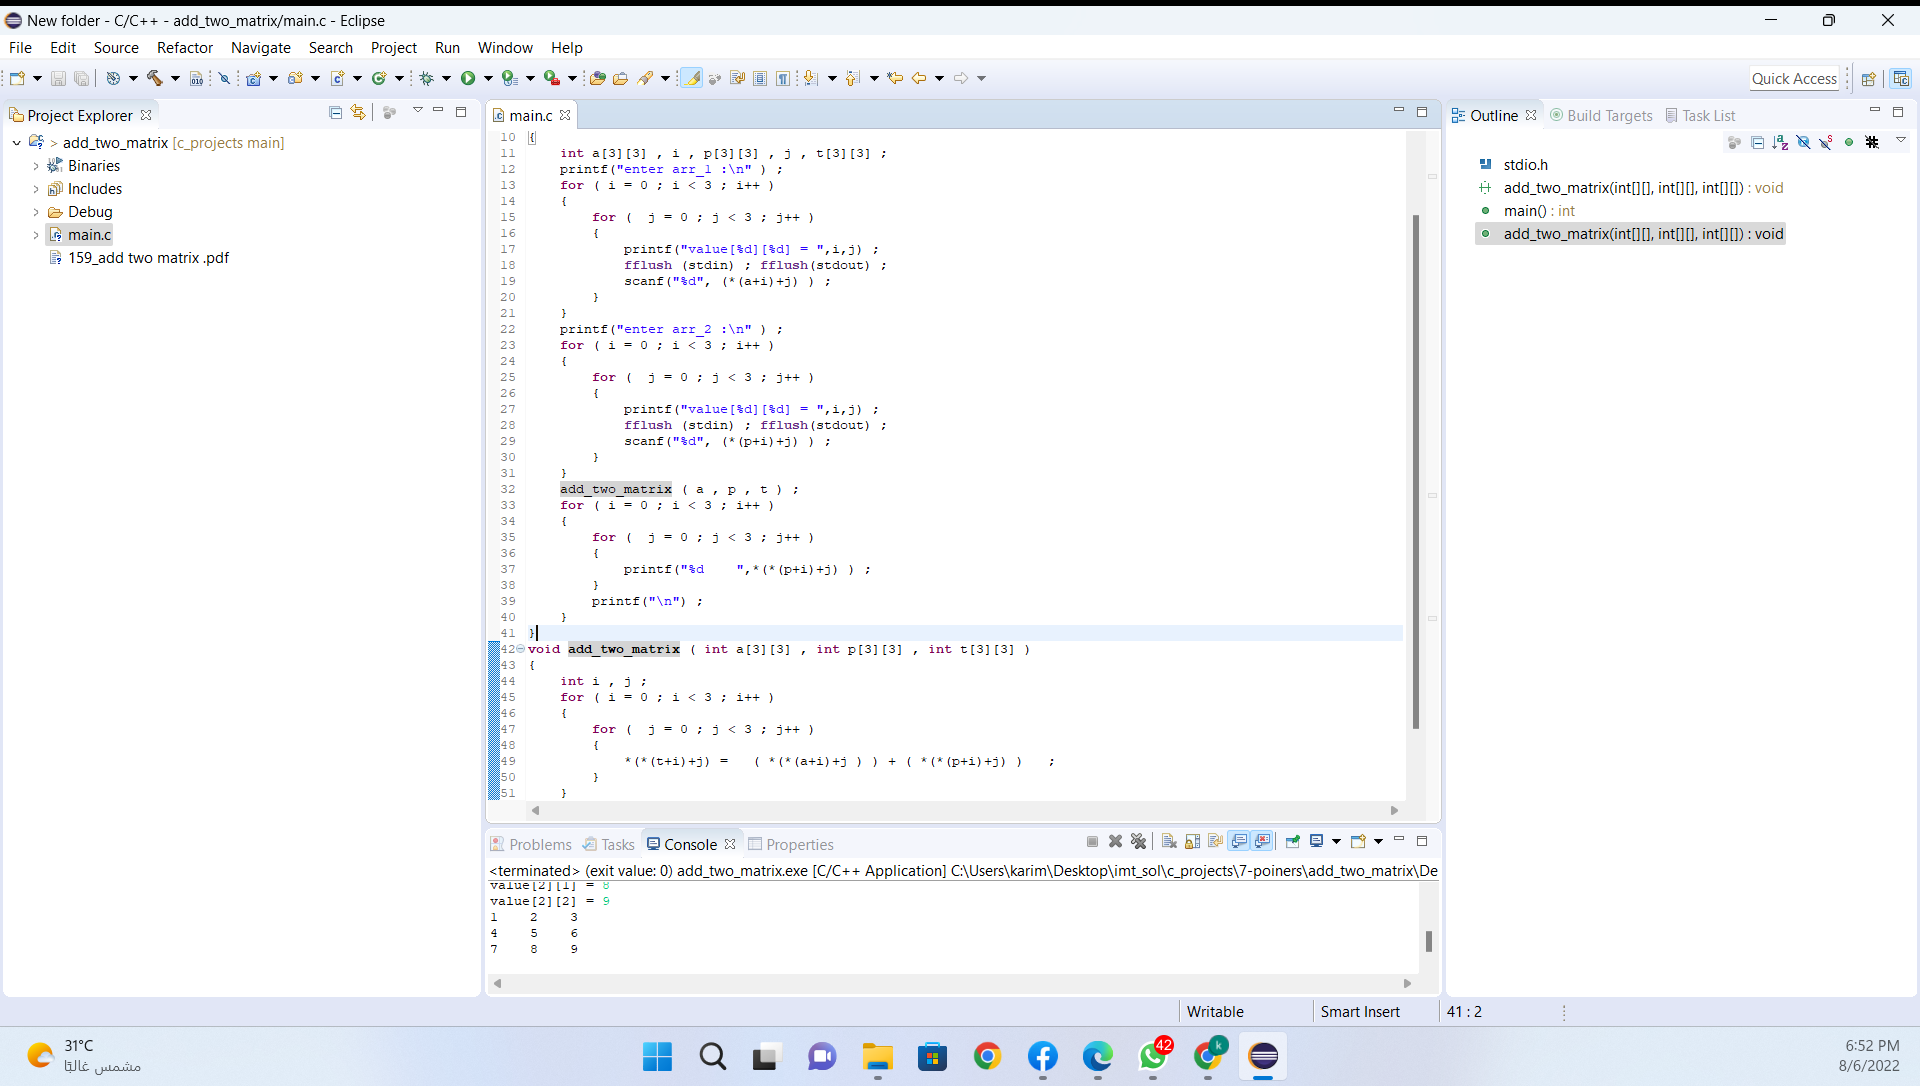 New folder - C/C++ - add_two_matrix/main.c - Eclipse
File Edit Source Refactor Navigate Search Project Run Window Help
Quick Access
Project Explorer
> add_two_matrix [c_projects main]
Binaries
Includes
Debug
main.c
159_add two matrix .pdf
main.c
10 {
11     int a[3][3] , i , p[3][3] , j , t[3][3] ;
12     printf("enter arr_1 :\n" ) ;
13     for ( i = 0 ; i < 3 ; i++ )
14     {
15         for (  j = 0 ; j < 3 ; j++ )
16         {
17             printf("value[%d][%d] = ",i,j) ;
18             fflush (stdin) ; fflush(stdout) ;
19             scanf("%d", (*(a+i)+j) ) ;
20         }
21     }
22     printf("enter arr_2 :\n" ) ;
23     for ( i = 0 ; i < 3 ; i++ )
24     {
25         for (  j = 0 ; j < 3 ; j++ )
26         {
27             printf("value[%d][%d] = ",i,j) ;
28             fflush (stdin) ; fflush(stdout) ;
29             scanf("%d", (*(p+i)+j) ) ;
30         }
31     }
32     add_two_matrix ( a , p , t ) ;
33     for ( i = 0 ; i < 3 ; i++ )
34     {
35         for (  j = 0 ; j < 3 ; j++ )
36         {
37             printf("%d    ",*(*(p+i)+j) ) ;
38         }
39         printf("\n") ;
40     }
41 }
42 void add_two_matrix ( int a[3][3] , int p[3][3] , int t[3][3] )
43 {
44     int i , j ;
45     for ( i = 0 ; i < 3 ; i++ )
46     {
47         for (  j = 0 ; j < 3 ; j++ )
48         {
49             *(*(t+i)+j) =   ( *(*(a+i)+j ) ) + ( *(*(p+i)+j) )   ;
50         }
51     }
Outline Build Targets Task List
stdio.h
add_two_matrix(int[][], int[][], int[][]) : void
main() : int
add_two_matrix(int[][], int[][], int[][]) : void
Problems Tasks Console Properties
<terminated> (exit value: 0) add_two_matrix.exe [C/C++ Application] C:\Users\karim\Desktop\imt_sol\c_projects\7-poiners\add_two_matrix\De
value[2][1] = 8
value[2][2] = 9
1    2    3
4    5    6
7    8    9
Writable Smart Insert 41 : 2
31°C
مشمس غالبًا
42
k
6:52 PM
8/6/2022